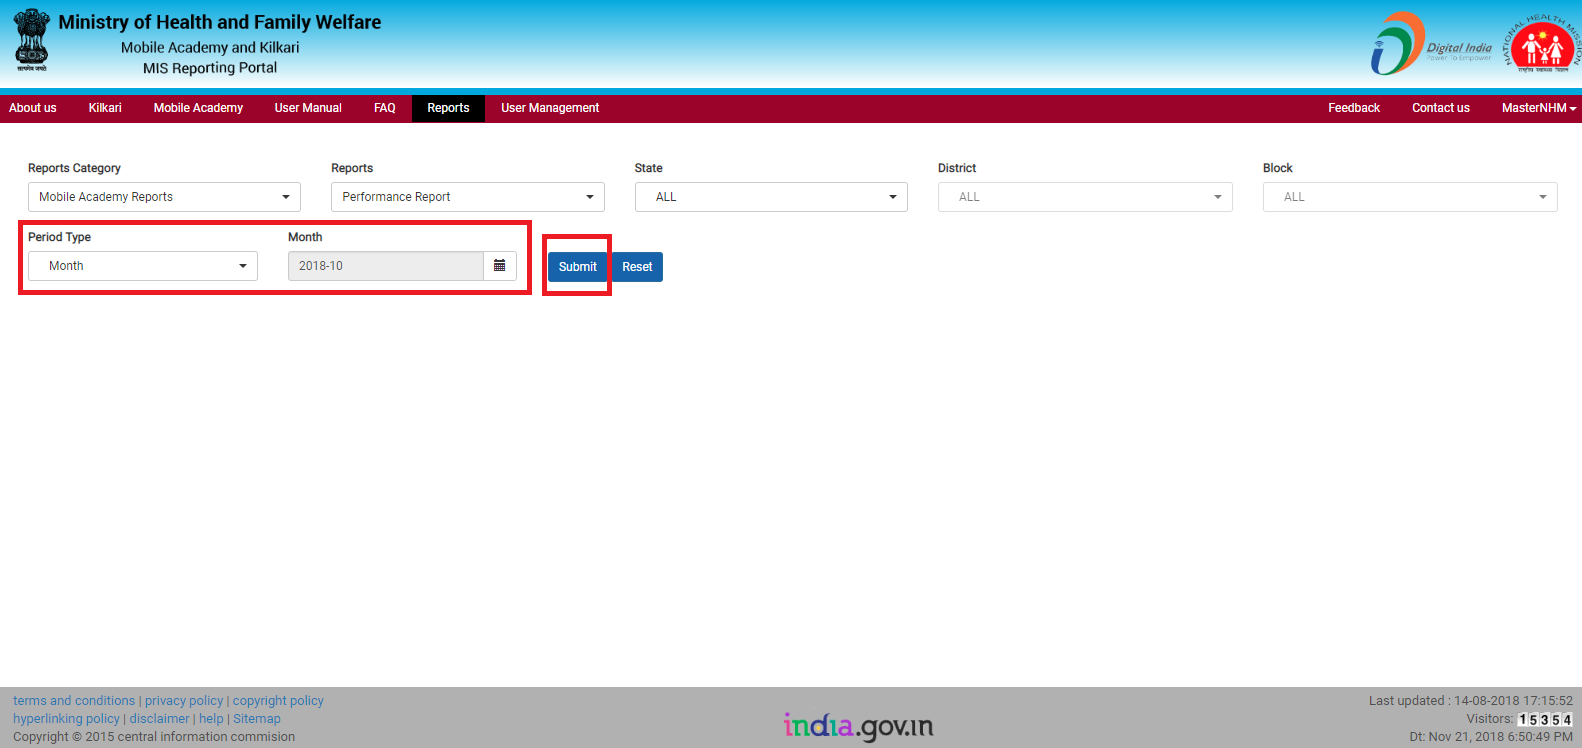 Ministry of Health and Family Welfare
Mobile Academy and Kilkari
MIS Reporting Portal
सत्यमेव जयते
Digital India
Power To Empower
NATIONAL HEALTH MISSION
राष्ट्रीय स्वास्थ्य मिशन
About us Kilkari Mobile Academy User Manual FAQ Reports User Management Feedback Contact us MasterNHM
Reports Category Reports State District Block
Mobile Academy Reports Performance Report ALL ALL ALL
Period Type Month
Month 2018-10 Submit Reset
terms and conditions | privacy policy | copyright policy
hyperlinking policy | disclaimer | help | Sitemap
Copyright © 2015 central information commision
india.gov.in
Last updated : 14-08-2018 17:15:52
Visitors: 15354
Dt: Nov 21, 2018 6:50:49 PM